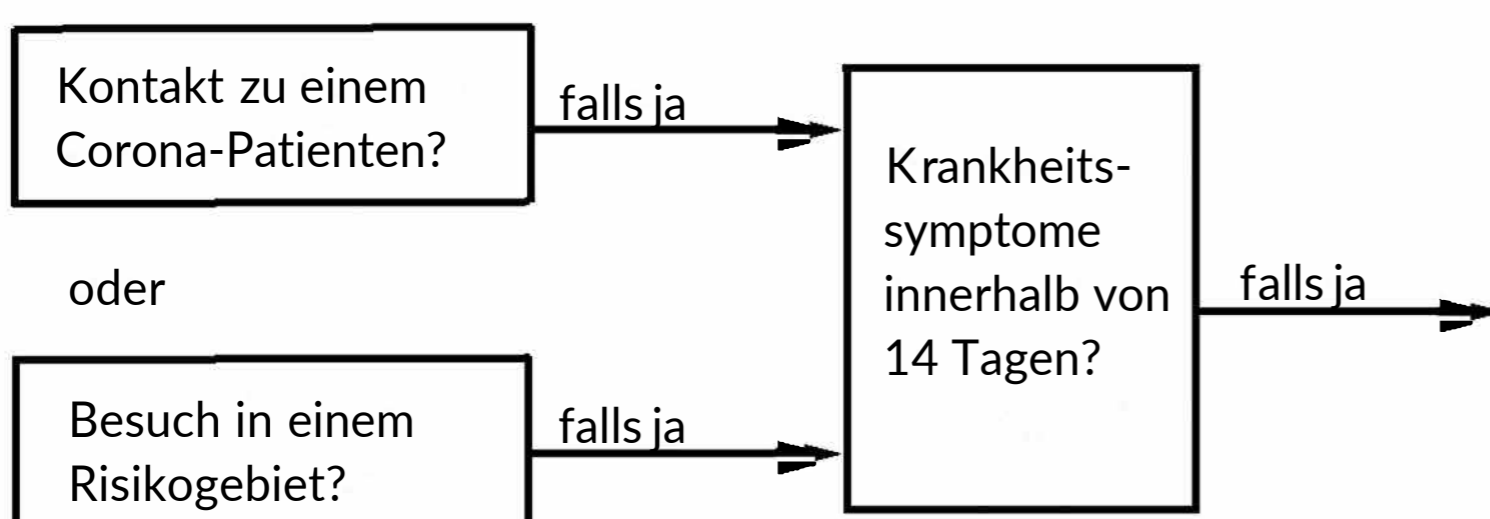 Kontakt zu einem
Corona-Patienten?
falls ja
oder
Besuch in einem
Risikogebiet?
falls ja
Krankheits-
symptome
innerhalb von
14 Tagen?
falls ja